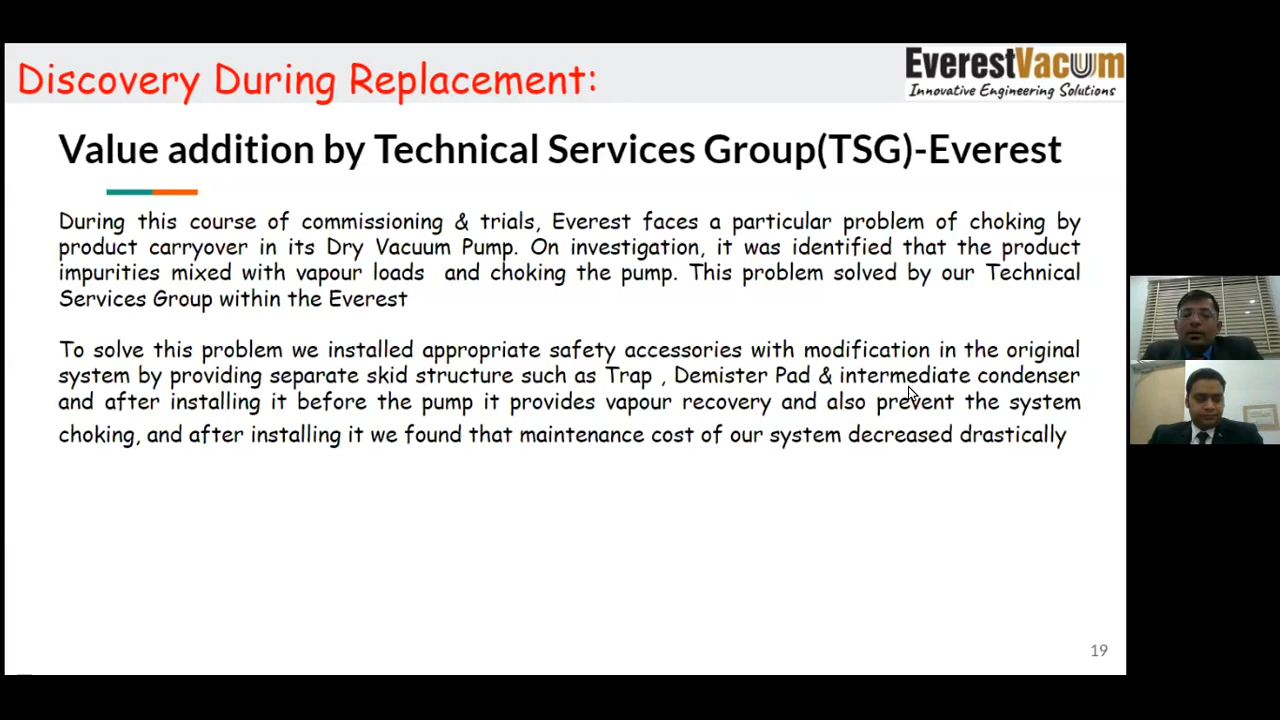 Discovery During Replacement:
EverestVacuum
Innovative Engineering Solutions
Value addition by Technical Services Group(TSG)-Everest
During this course of commissioning & trials, Everest faces a particular problem of choking by
product carryover in its Dry Vacuum Pump. On investigation, it was identified that the product
impurities mixed with vapour loads and choking the pump. This problem solved by our Technical
Services Group within the Everest
To solve this problem we installed appropriate safety accessories with modification in the original
system by providing separate skid structure such as Trap , Demister Pad & intermediate condenser
and after installing it before the pump it provides vapour recovery and also prevent the system
choking, and after installing it we found that maintenance cost of our system decreased drastically
19